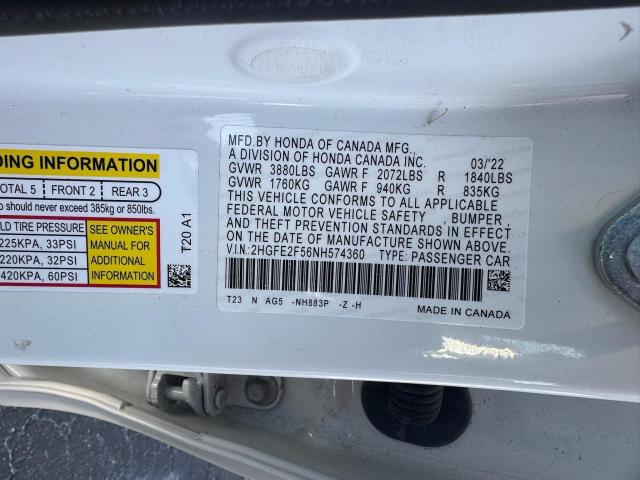 DING INFORMATION
OTAL 5 FRONT 2 REAR 3
o should never exceed 385kg or 850lbs.
LD TIRE PRESSURE
225KPA, 33PSI
220KPA, 32PSI
420KPA, 60PSI
SEE OWNER'S
MANUAL FOR
ADDITIONAL
INFORMATION
T20 A1
MFD.BY HONDA OF CANADA MFG.,
A DIVISION OF HONDA CANADA INC. 03/'22
GVWR 3880LBS GAWR F 2072LBS R 1840LBS
GVWR 1760KG GAWR F 940KG R 835KG
THIS VEHICLE CONFORMS TO ALL APPLICABLE
FEDERAL MOTOR VEHICLE SAFETY , BUMPER ,
AND THEFT PREVENTION STANDARDS IN EFFECT
ON THE DATE OF MANUFACTURE SHOWN ABOVE.
V.I.N.:2HGFE2F56NH574360 TYPE: PASSENGER CAR
T23 N AG5 -NH883P -Z -H
MADE IN CANADA